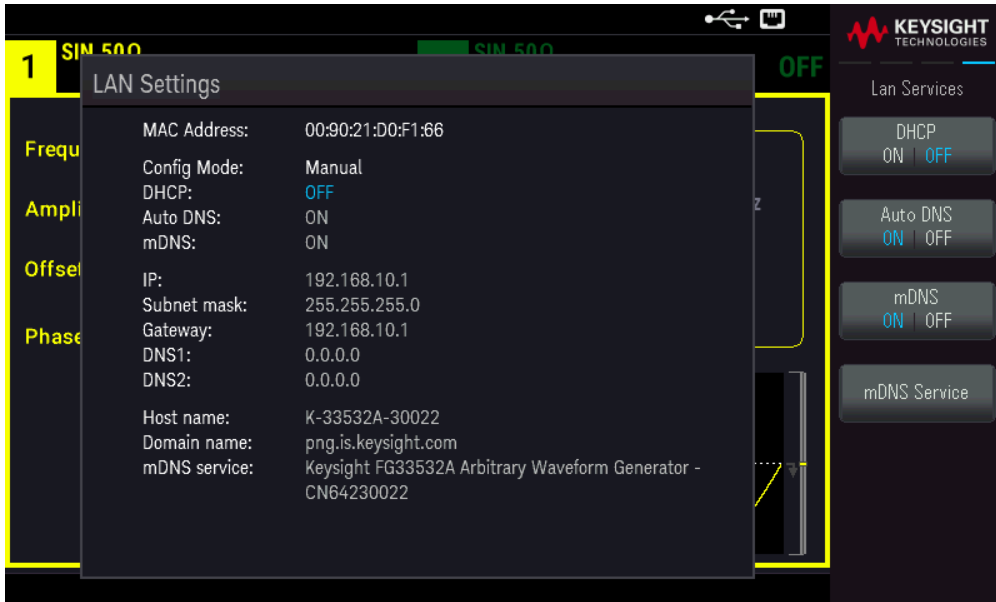 KEYSIGHT
TECHNOLOGIES
1 SIN 50Ω
SIN 50Ω
OFF
LAN Settings
MAC Address: 00:90:21:D0:F1:66
Config Mode: Manual
DHCP: OFF
Auto DNS: ON
mDNS: ON
IP: 192.168.10.1
Subnet mask: 255.255.255.0
Gateway: 192.168.10.1
DNS1: 0.0.0.0
DNS2: 0.0.0.0
Host name: K-33532A-30022
Domain name: png.is.keysight.com
mDNS service: Keysight FG33532A Arbitrary Waveform Generator -
CN64230022
Frequ
Ampli
Offset
Phase
z
Lan Services
DHCP
ON | OFF
Auto DNS
ON | OFF
mDNS
ON | OFF
mDNS Service